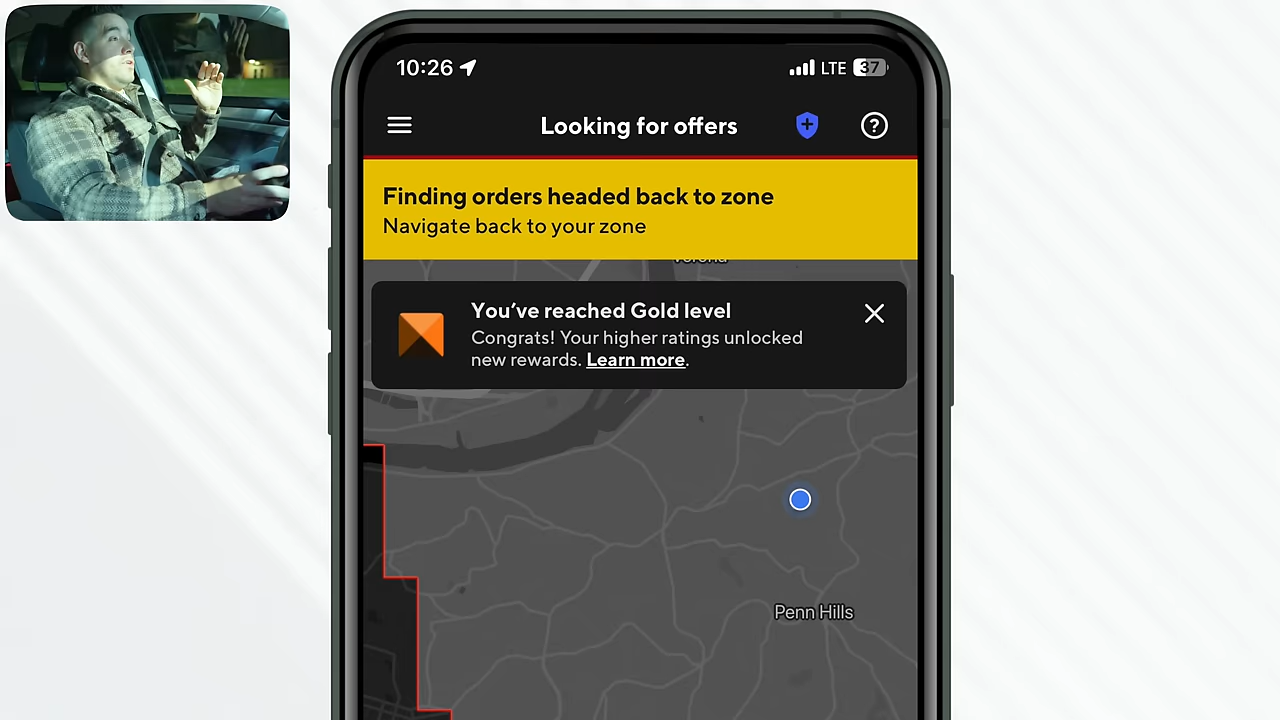 10:26
LTE
37
Looking for offers
Finding orders headed back to zone
Navigate back to your zone
Verona
You’ve reached Gold level
Congrats! Your higher ratings unlocked
new rewards. Learn more.
Penn Hills